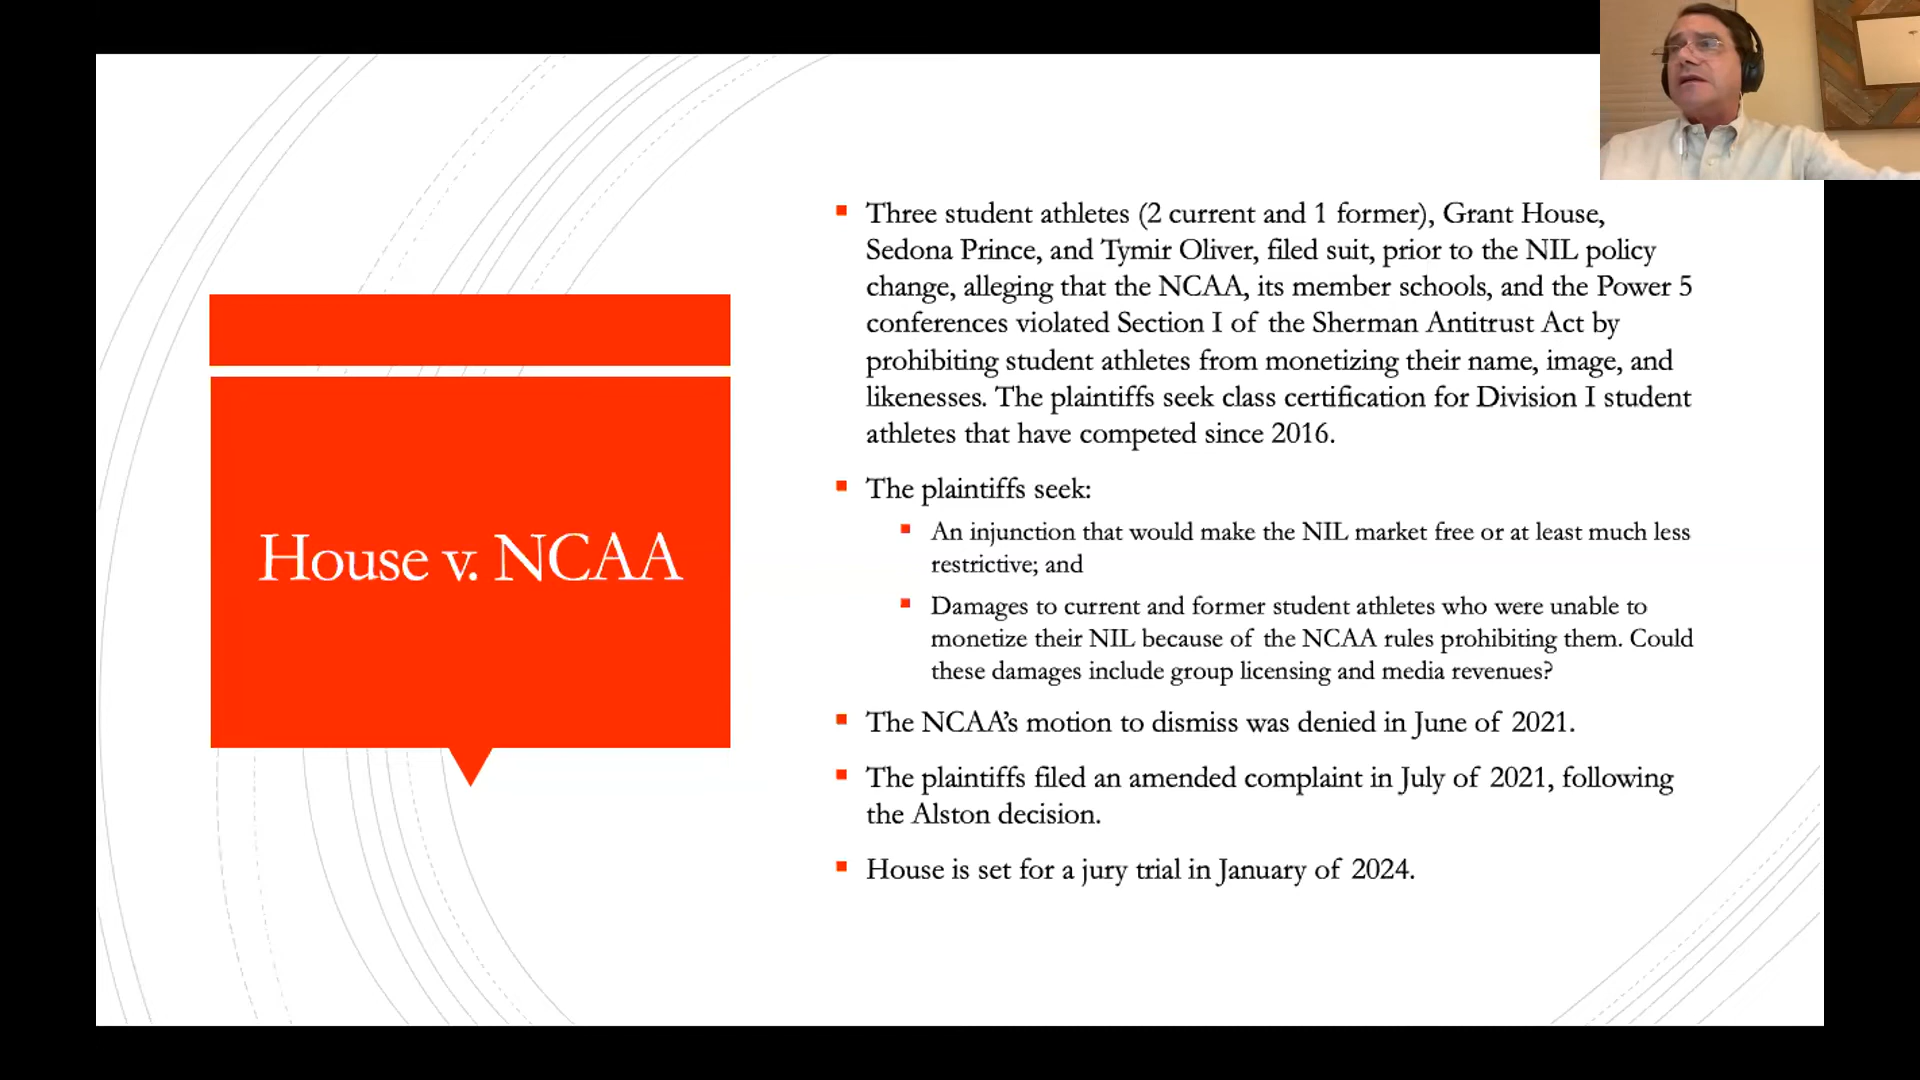 House v. NCAA
Three student athletes (2 current and 1 former), Grant House,
Sedona Prince, and Tymir Oliver, filed suit, prior to the NIL policy
change, alleging that the NCAA, its member schools, and the Power 5
conferences violated Section I of the Sherman Antitrust Act by
prohibiting student athletes from monetizing their name, image, and
likenesses. The plaintiffs seek class certification for Division I student
athletes that have competed since 2016.
The plaintiffs seek:
An injunction that would make the NIL market free or at least much less
restrictive; and
Damages to current and former student athletes who were unable to
monetize their NIL because of the NCAA rules prohibiting them. Could
these damages include group licensing and media revenues?
The NCAA’s motion to dismiss was denied in June of 2021.
The plaintiffs filed an amended complaint in July of 2021, following
the Alston decision.
House is set for a jury trial in January of 2024.